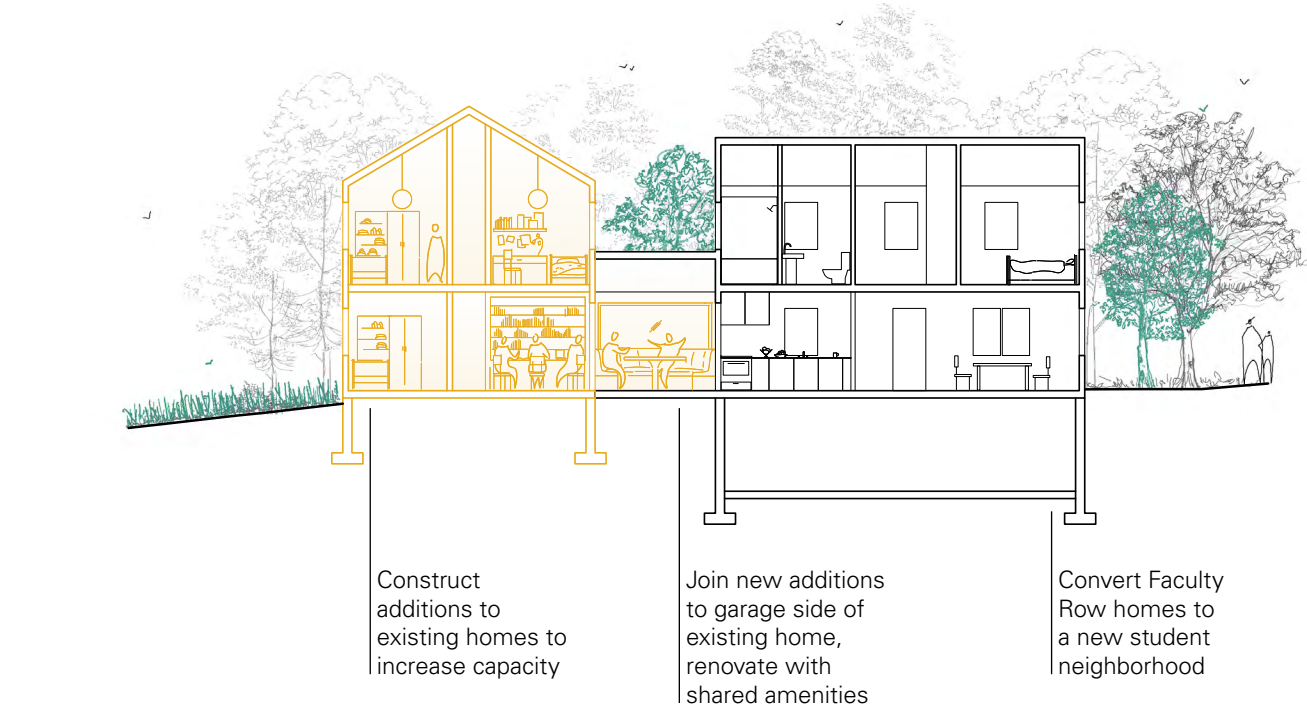 Construct
additions to
existing homes to
increase capacity
Join new additions
to garage side of
existing home,
renovate with
shared amenities
Convert Faculty
Row homes to
a new student
neighborhood